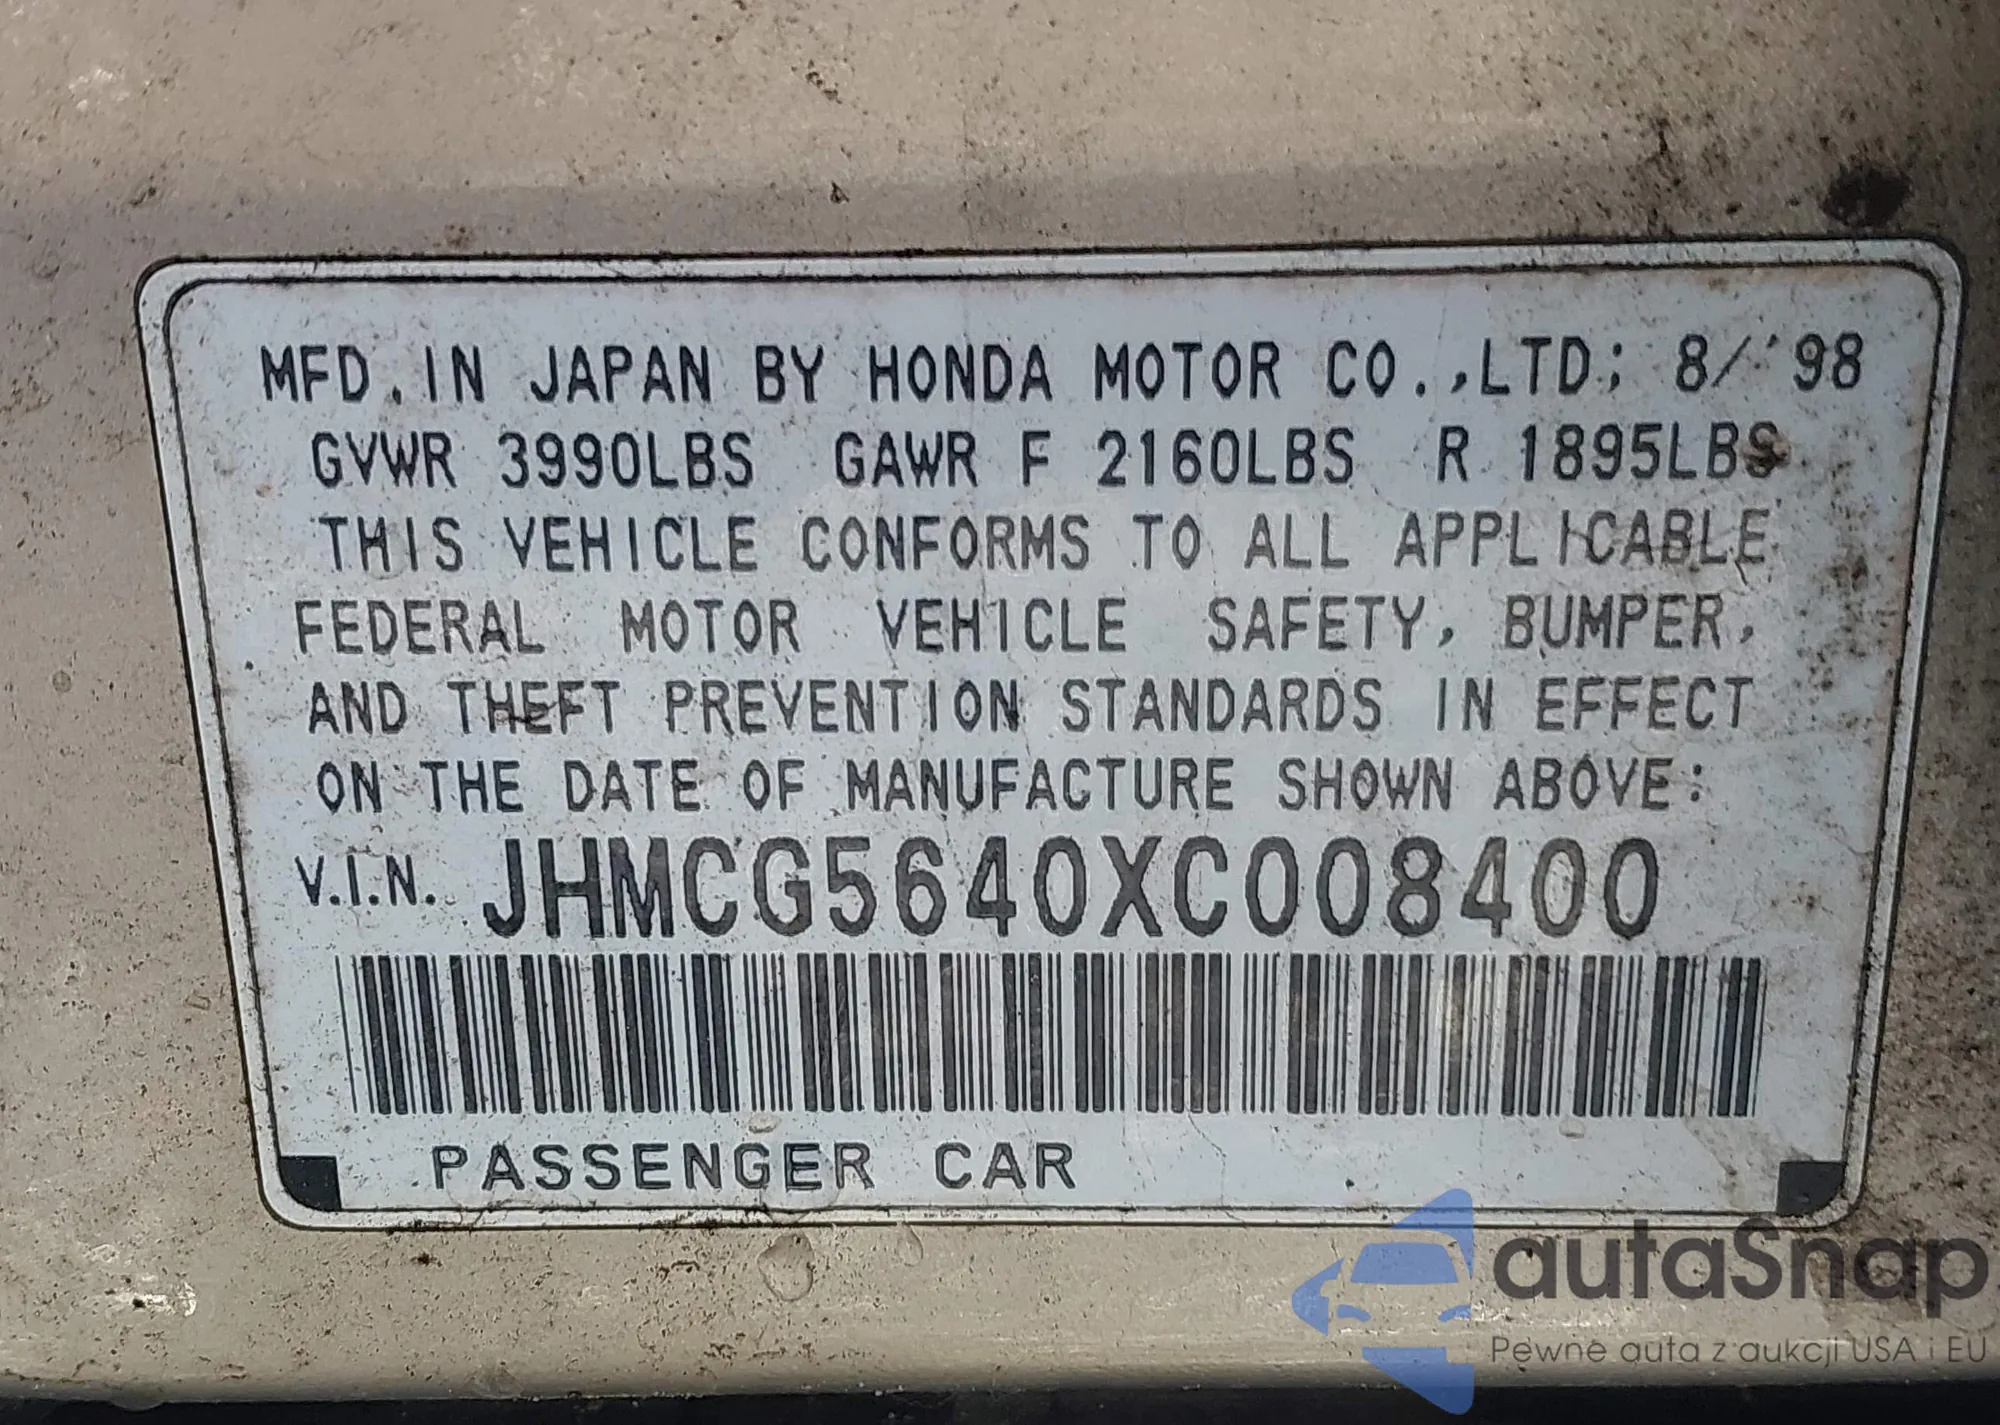 MFD. IN JAPAN BY HONDA MOTOR CO.,LTD; 8/'98
GVWR 3990LBS GAWR F 2160LBS R 1895LBS
THIS VEHICLE CONFORMS TO ALL APPLICABLE
FEDERAL MOTOR VEHICLE SAFETY, BUMPER,
AND THEFT PREVENTION STANDARDS IN EFFECT
ON THE DATE OF MANUFACTURE SHOWN ABOVE:
V.I.N. JHMCG5640XC008400
PASSENGER CAR
autaSnap
Pewne auta z aukcji USA i EU